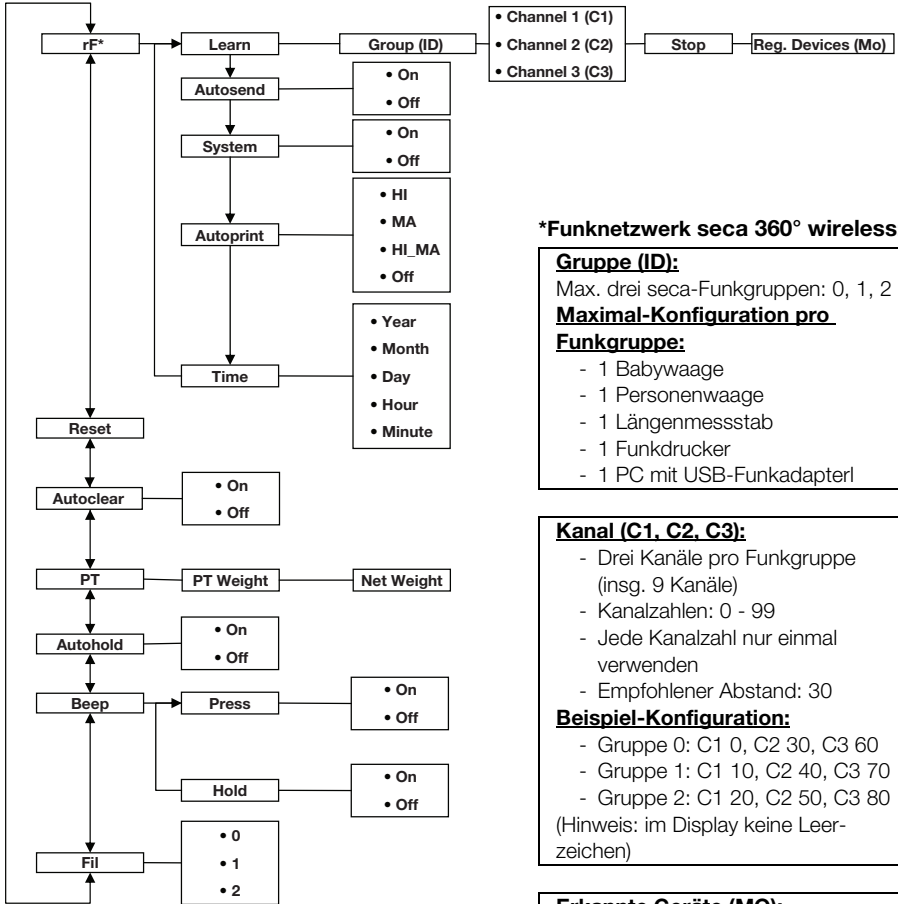 rF*
Learn
Group (ID)
• Channel 1 (C1)
• Channel 2 (C2)
• Channel 3 (C3)
Stop
Reg. Devices (Mo)
Autosend
• On
• Off
System
• On
• Off
Autoprint
• HI
• MA
• HI_MA
• Off
Time
• Year
• Month
• Day
• Hour
• Minute
Reset
Autoclear
• On
• Off
PT
PT Weight
Net Weight
Autohold
• On
• Off
Beep
Press
• On
• Off
Hold
• On
• Off
Fil
• 0
• 1
• 2
*Funknetzwerk seca 360° wireless
Gruppe (ID):
Max. drei seca-Funkgruppen: 0, 1, 2
Maximal-Konfiguration pro
Funkgruppe:
- 1 Babywaage
- 1 Personenwaage
- 1 Längenmessstab
- 1 Funkdrucker
- 1 PC mit USB-Funkadapterl
Kanal (C1, C2, C3):
- Drei Kanäle pro Funkgruppe
(insg. 9 Kanäle)
- Kanalzahlen: 0 - 99
- Jede Kanalzahl nur einmal
verwenden
- Empfohlener Abstand: 30
Beispiel-Konfiguration:
- Gruppe 0: C1 0, C2 30, C3 60
- Gruppe 1: C1 10, C2 40, C3 70
- Gruppe 2: C1 20, C2 50, C3 80
(Hinweis: im Display keine Leer-
zeichen)
Erkannte Geräte (MO):